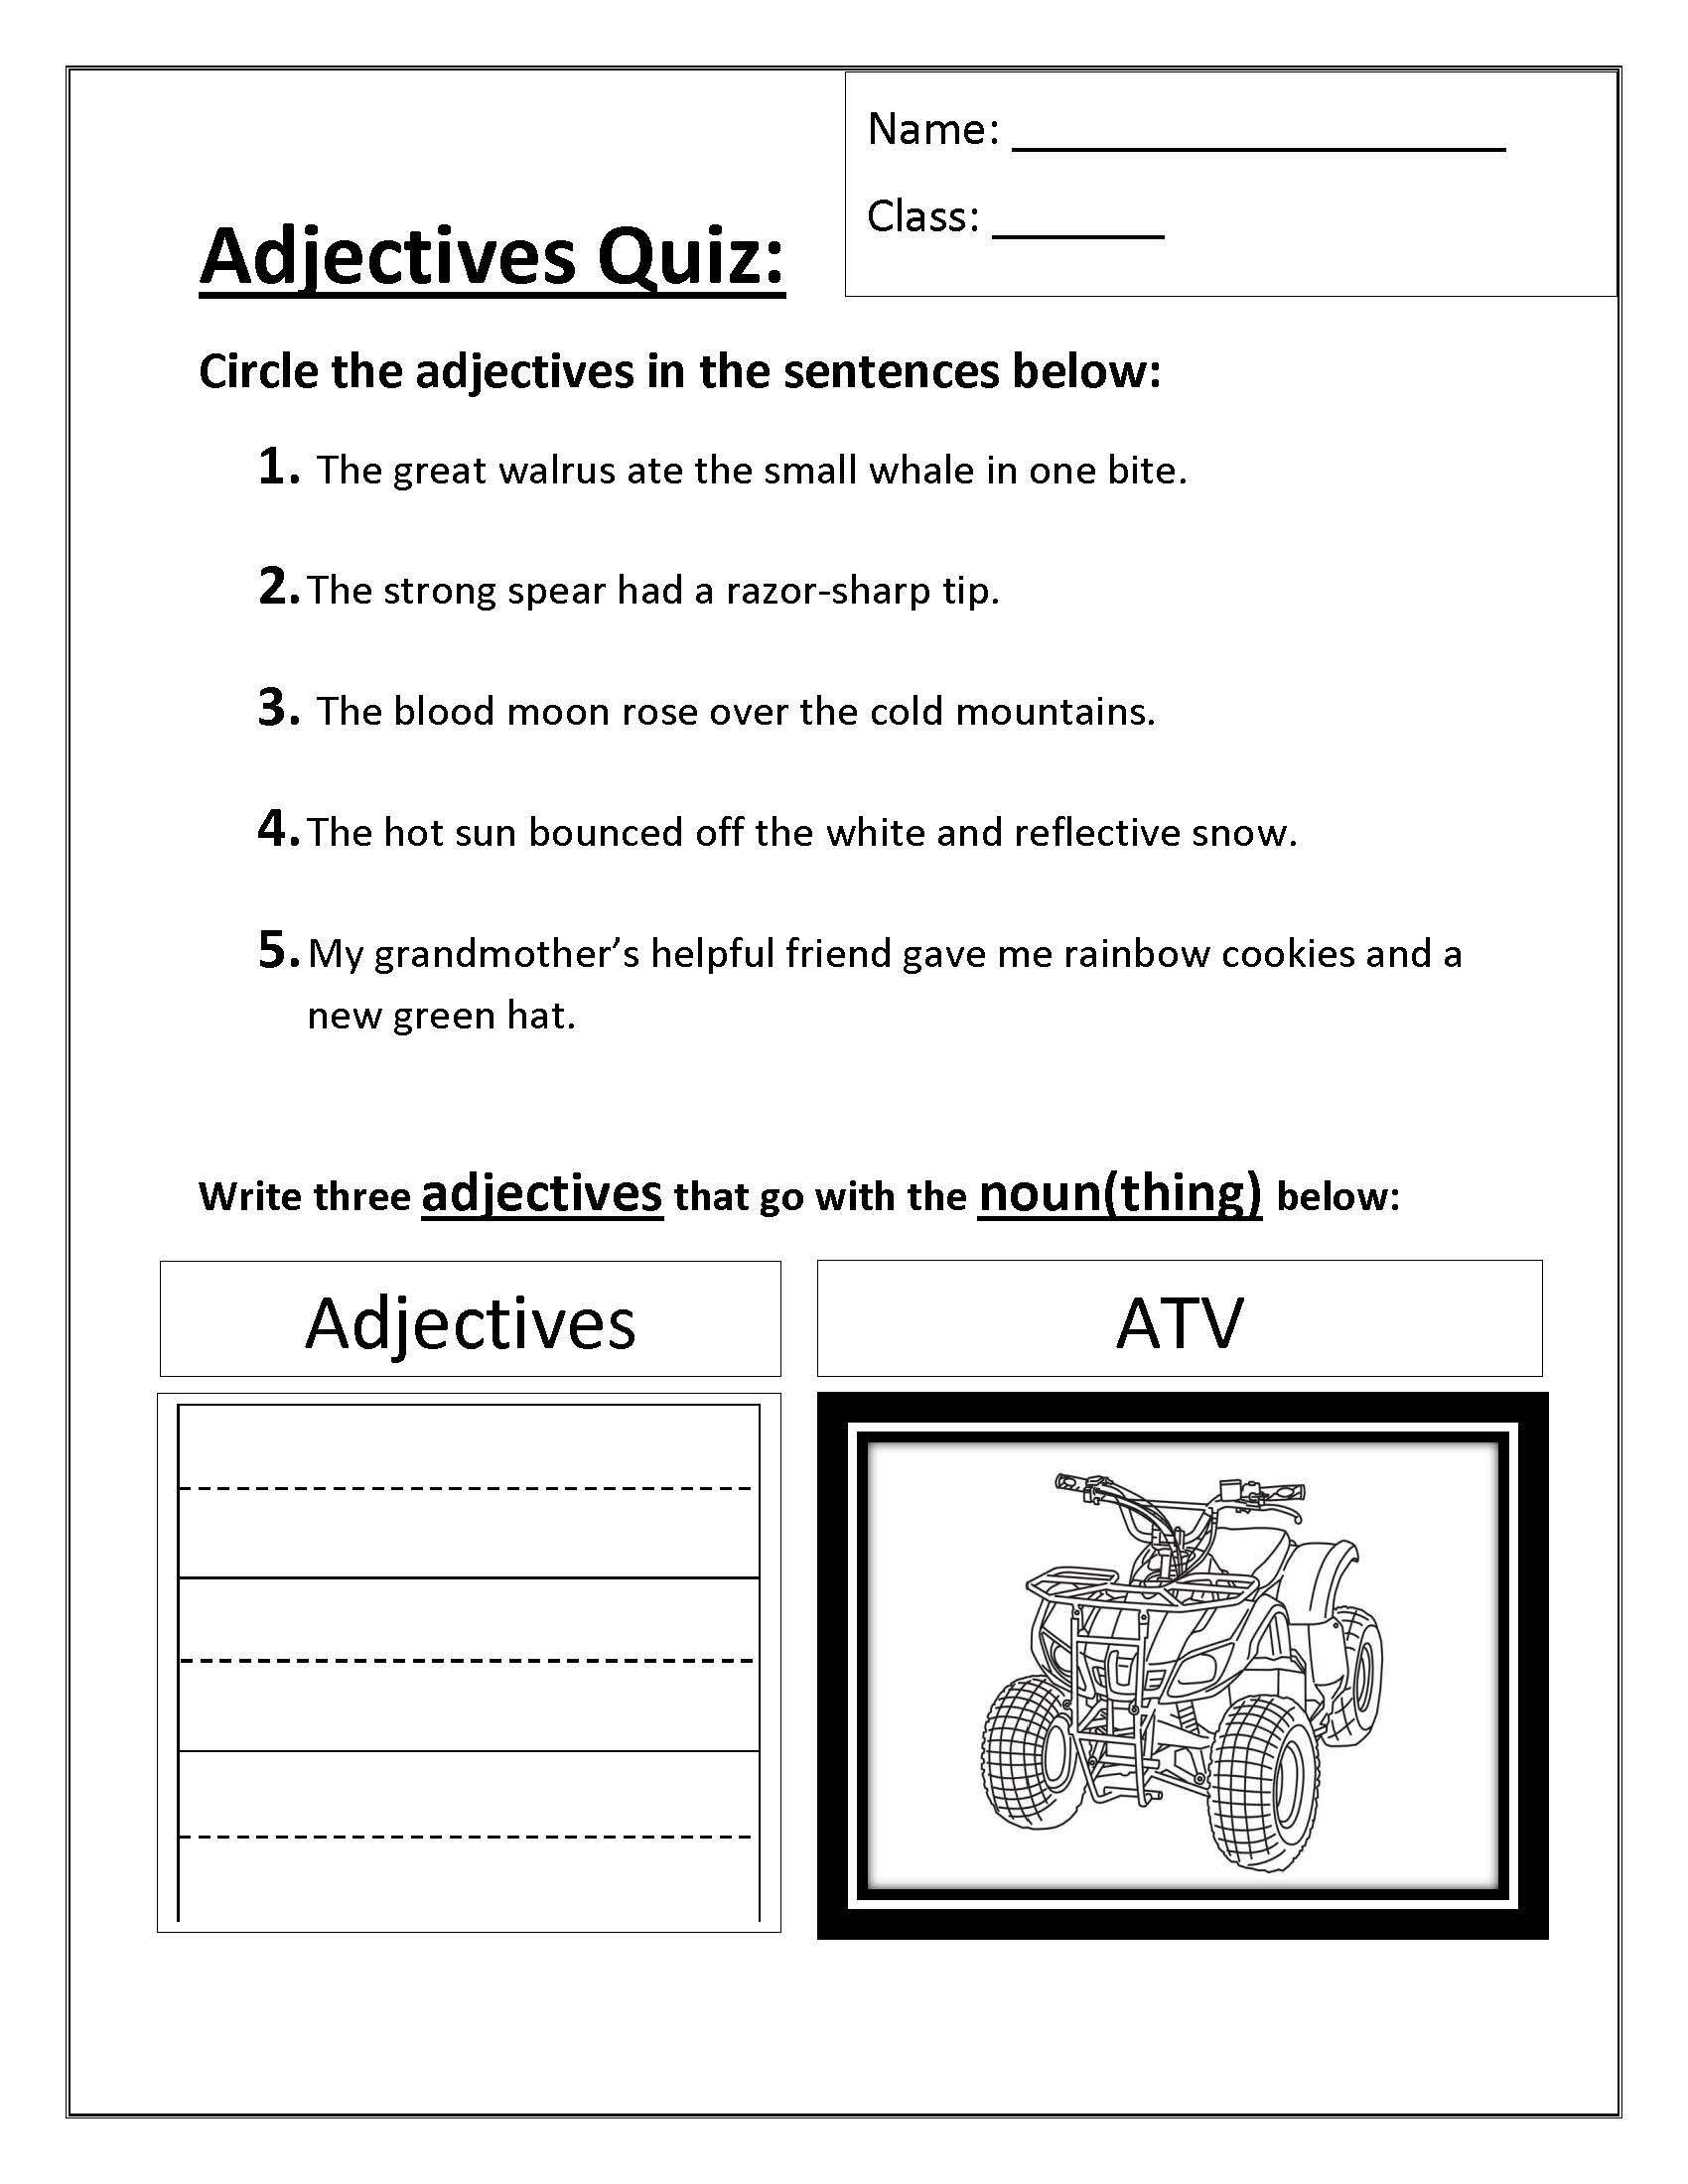 Name: ____________________
Class: _______
Adjectives Quiz:
Circle the adjectives in the sentences below:
1. The great walrus ate the small whale in one bite.
2. The strong spear had a razor-sharp tip.
3. The blood moon rose over the cold mountains.
4. The hot sun bounced off the white and reflective snow.
5. My grandmother’s helpful friend gave me rainbow cookies and a
new green hat.
Write three adjectives that go with the noun(thing) below:
Adjectives
ATV